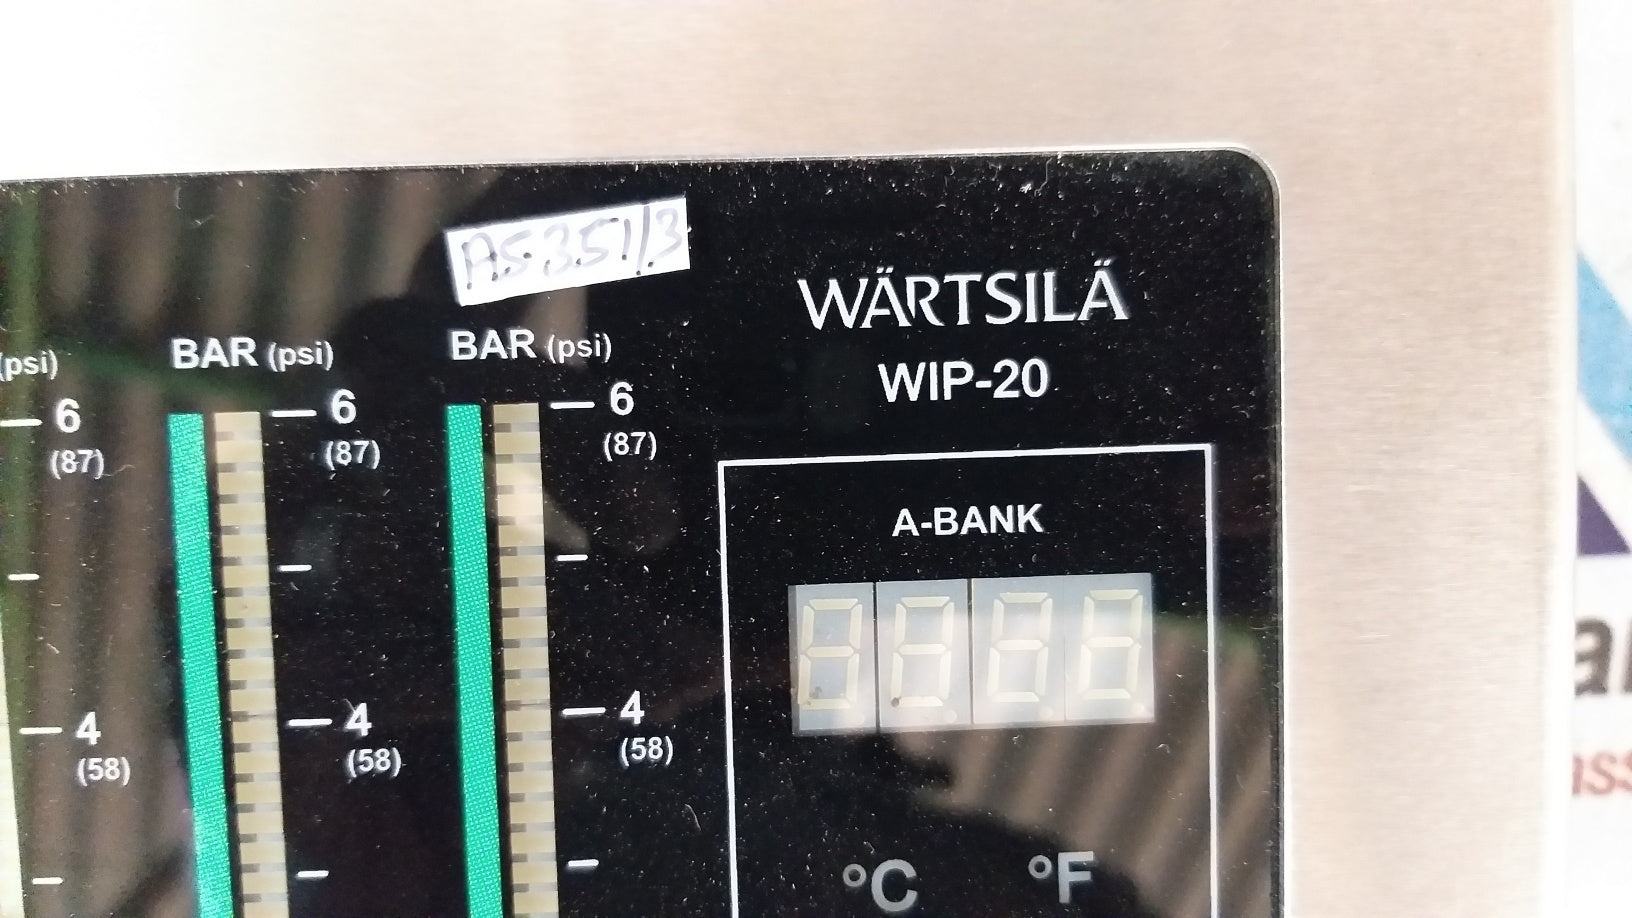 AS351/3
WÄRTSILÄ
WIP-20
(psi)
BAR (psi)
BAR (psi)
6
(87)
6
(87)
6
(87)
4
(58)
4
(58)
4
(58)
A-BANK
°C
°F